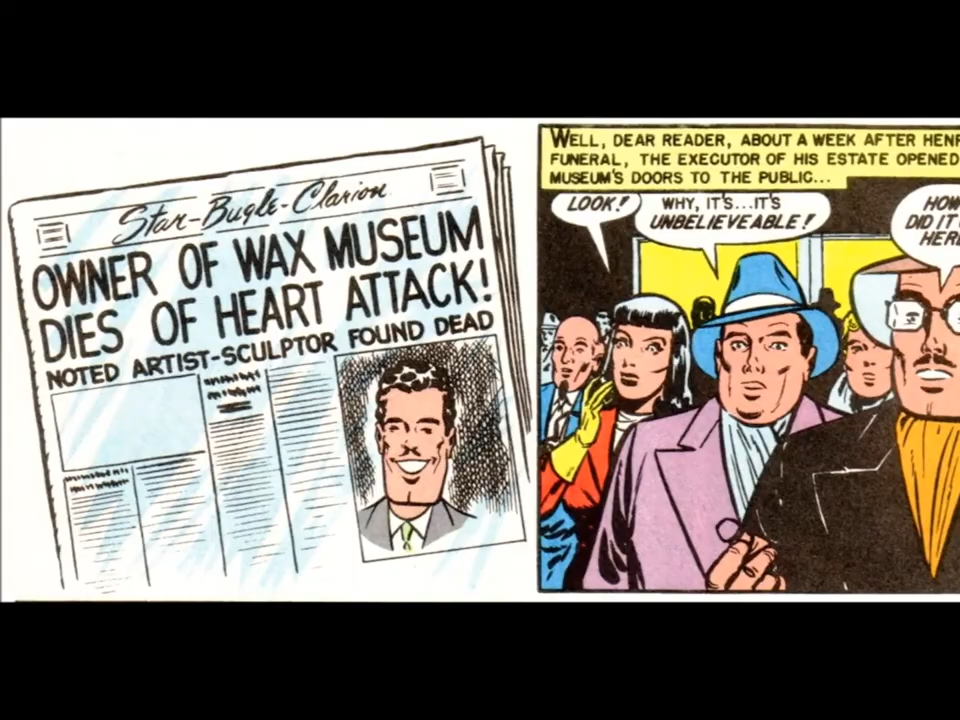 Star-Bugle-Clarion
OWNER OF WAX MUSEUM
DIES OF HEART ATTACK!
NOTED ARTIST-SCULPTOR FOUND DEAD
WELL, DEAR READER, ABOUT A WEEK AFTER HENR
FUNERAL, THE EXECUTOR OF HIS ESTATE OPENED
MUSEUM'S DOORS TO THE PUBLIC...
LOOK!
WHY, IT'S...IT'S
UNBELIEVEABLE!
HOW
DID IT
HERE